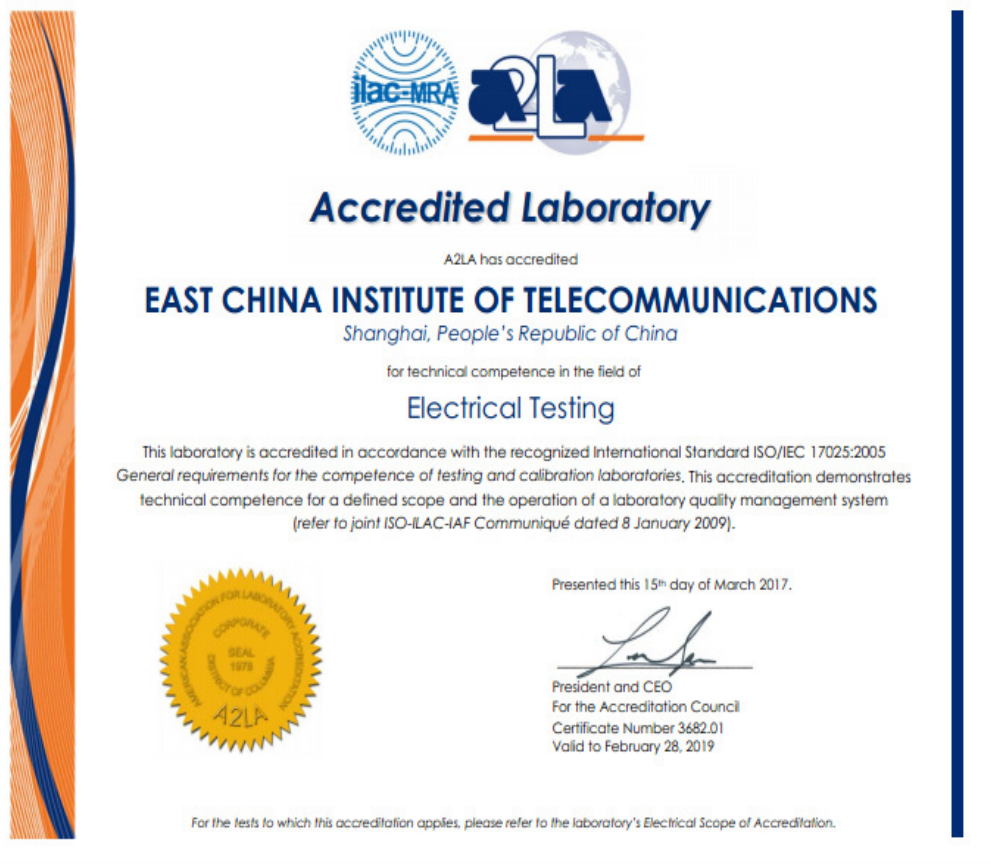 ilac-MRA
A2LA
Accredited Laboratory
A2LA has accredited
EAST CHINA INSTITUTE OF TELECOMMUNICATIONS
Shanghai, People's Republic of China
for technical competence in the field of
Electrical Testing
This laboratory is accredited in accordance with the recognized International Standard ISO/IEC 17025:2005
General requirements for the competence of testing and calibration laboratories. This accreditation demonstrates
technical competence for a defined scope and the operation of a laboratory quality management system
(refer to joint ISO-ILAC-IAF Communiqué dated 8 January 2009).
AMERICAN ASSOCIATION FOR LABORATORY ACCREDITATION
CORPORATE
SEAL
1978
DISTRICT OF COLUMBIA
A2LA
Presented this 15th day of March 2017.
President and CEO
For the Accreditation Council
Certificate Number 3682.01
Valid to February 28, 2019
For the tests to which this accreditation applies, please refer to the laboratory's Electrical Scope of Accreditation.